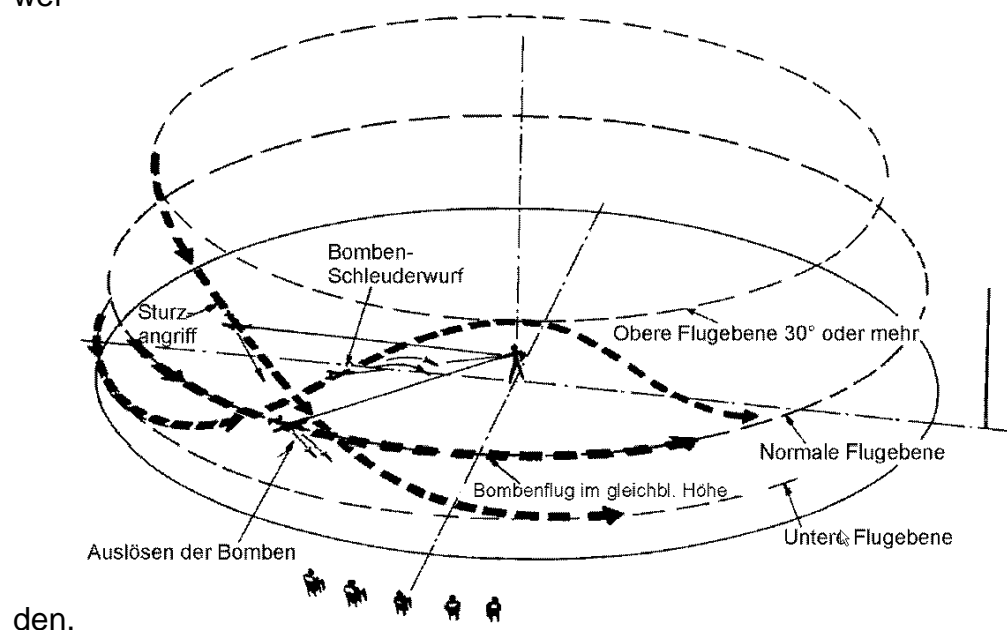 wer
Bomben-
Schleuderwurf
Sturz-
angriff
Obere Flugebene 30° oder mehr
Normale Flugebene
Bombenflug im gleichbl. Höhe
Untere Flugebene
Auslösen der Bomben
den.